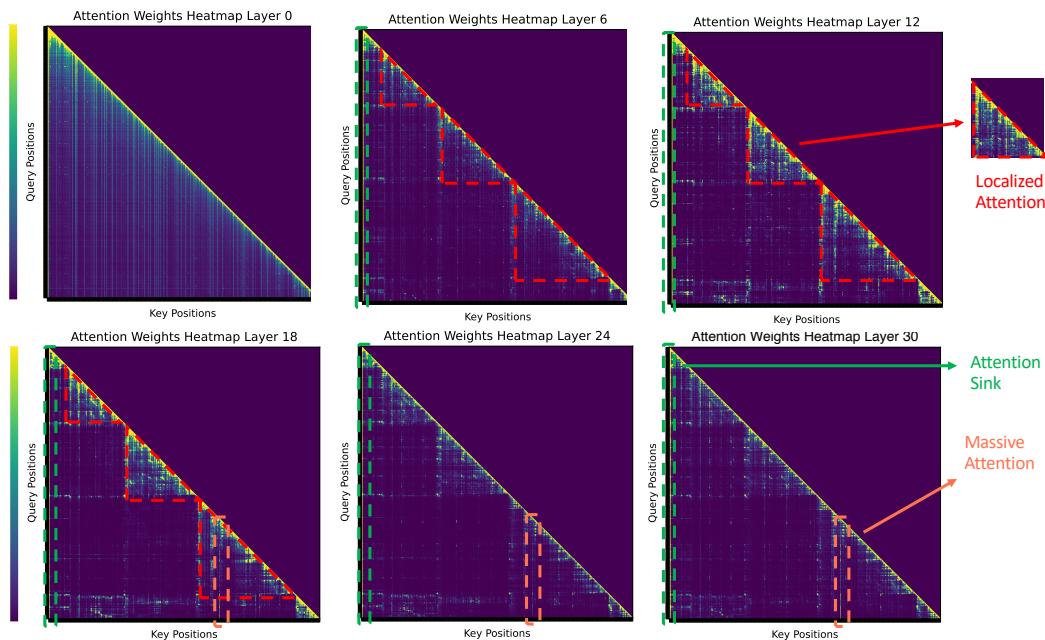 Attention Weights Heatmap Layer 0
Attention Weights Heatmap Layer 6
Attention Weights Heatmap Layer 12
Query Positions
Query Positions
Query Positions
Localized
Attention
Key Positions
Key Positions
Key Positions
Attention Weights Heatmap Layer 18
Attention Weights Heatmap Layer 24
Attention Weights Heatmap Layer 30
Query Positions
Query Positions
Query Positions
Attention
Sink
Massive
Attention
Key Positions
Key Positions
Key Positions